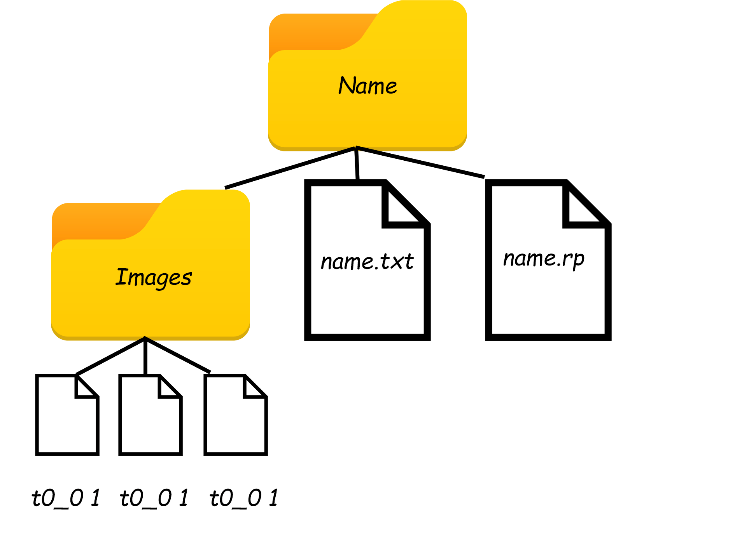 Name
Images
name.txt
name.rp
t0_0 1
t0_0 1
t0_0 1